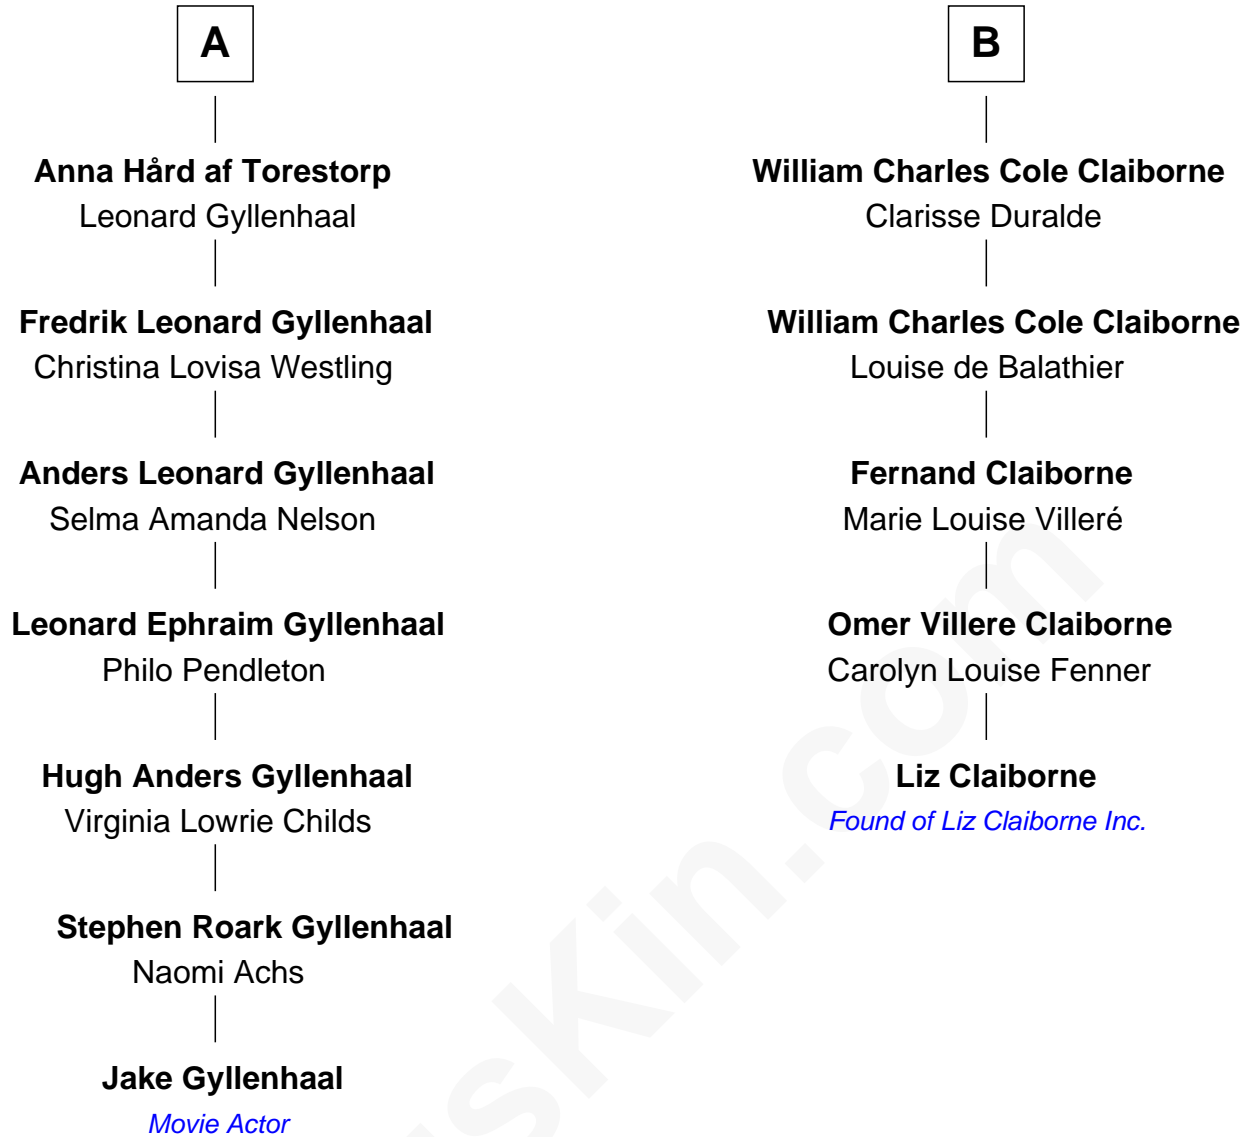 A
Anna Hård af Torestorp
Leonard Gyllenhaal
Fredrik Leonard Gyllenhaal
Christina Lovisa Westling
Anders Leonard Gyllenhaal
Selma Amanda Nelson
Leonard Ephraim Gyllenhaal
Philo Pendleton
Hugh Anders Gyllenhaal
Virginia Lowrie Childs
Stephen Roark Gyllenhaal
Naomi Achs
Jake Gyllenhaal
Movie Actor
B
William Charles Cole Claiborne
Clarisse Duralde
William Charles Cole Claiborne
Louise de Balathier
Fernand Claiborne
Marie Louise Villeré
Omer Villere Claiborne
Carolyn Louise Fenner
Liz Claiborne
Found of Liz Claiborne Inc.
usKin.com